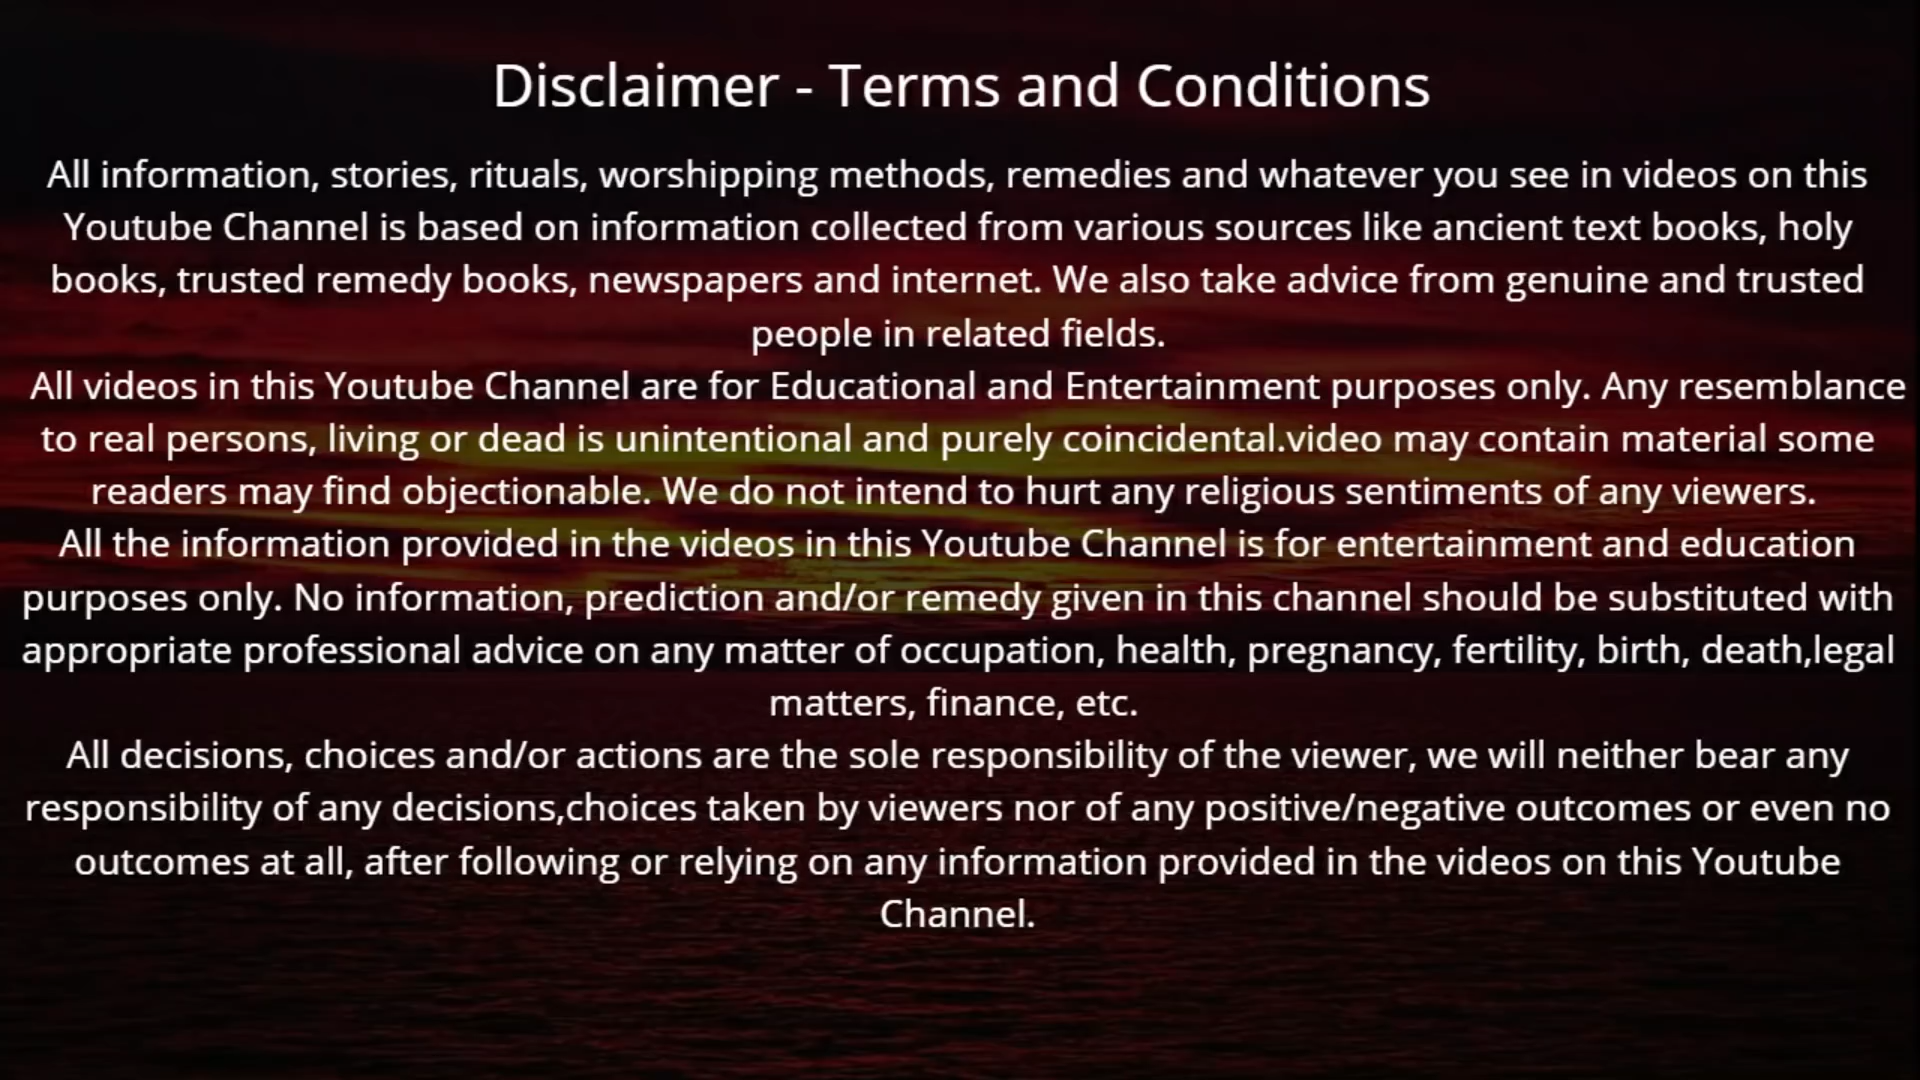 Disclaimer - Terms and Conditions
All information, stories, rituals, worshipping methods, remedies and whatever you see in videos on this
Youtube Channel is based on information collected from various sources like ancient text books, holy
books, trusted remedy books, newspapers and internet. We also take advice from genuine and trusted
people in related fields.
All videos in this Youtube Channel are for Educational and Entertainment purposes only. Any resemblance
to real persons, living or dead is unintentional and purely coincidental.video may contain material some
readers may find objectionable. We do not intend to hurt any religious sentiments of any viewers.
All the information provided in the videos in this Youtube Channel is for entertainment and education
purposes only. No information, prediction and/or remedy given in this channel should be substituted with
appropriate professional advice on any matter of occupation, health, pregnancy, fertility, birth, death,legal
matters, finance, etc.
All decisions, choices and/or actions are the sole responsibility of the viewer, we will neither bear any
responsibility of any decisions,choices taken by viewers nor of any positive/negative outcomes or even no
outcomes at all, after following or relying on any information provided in the videos on this Youtube
Channel.